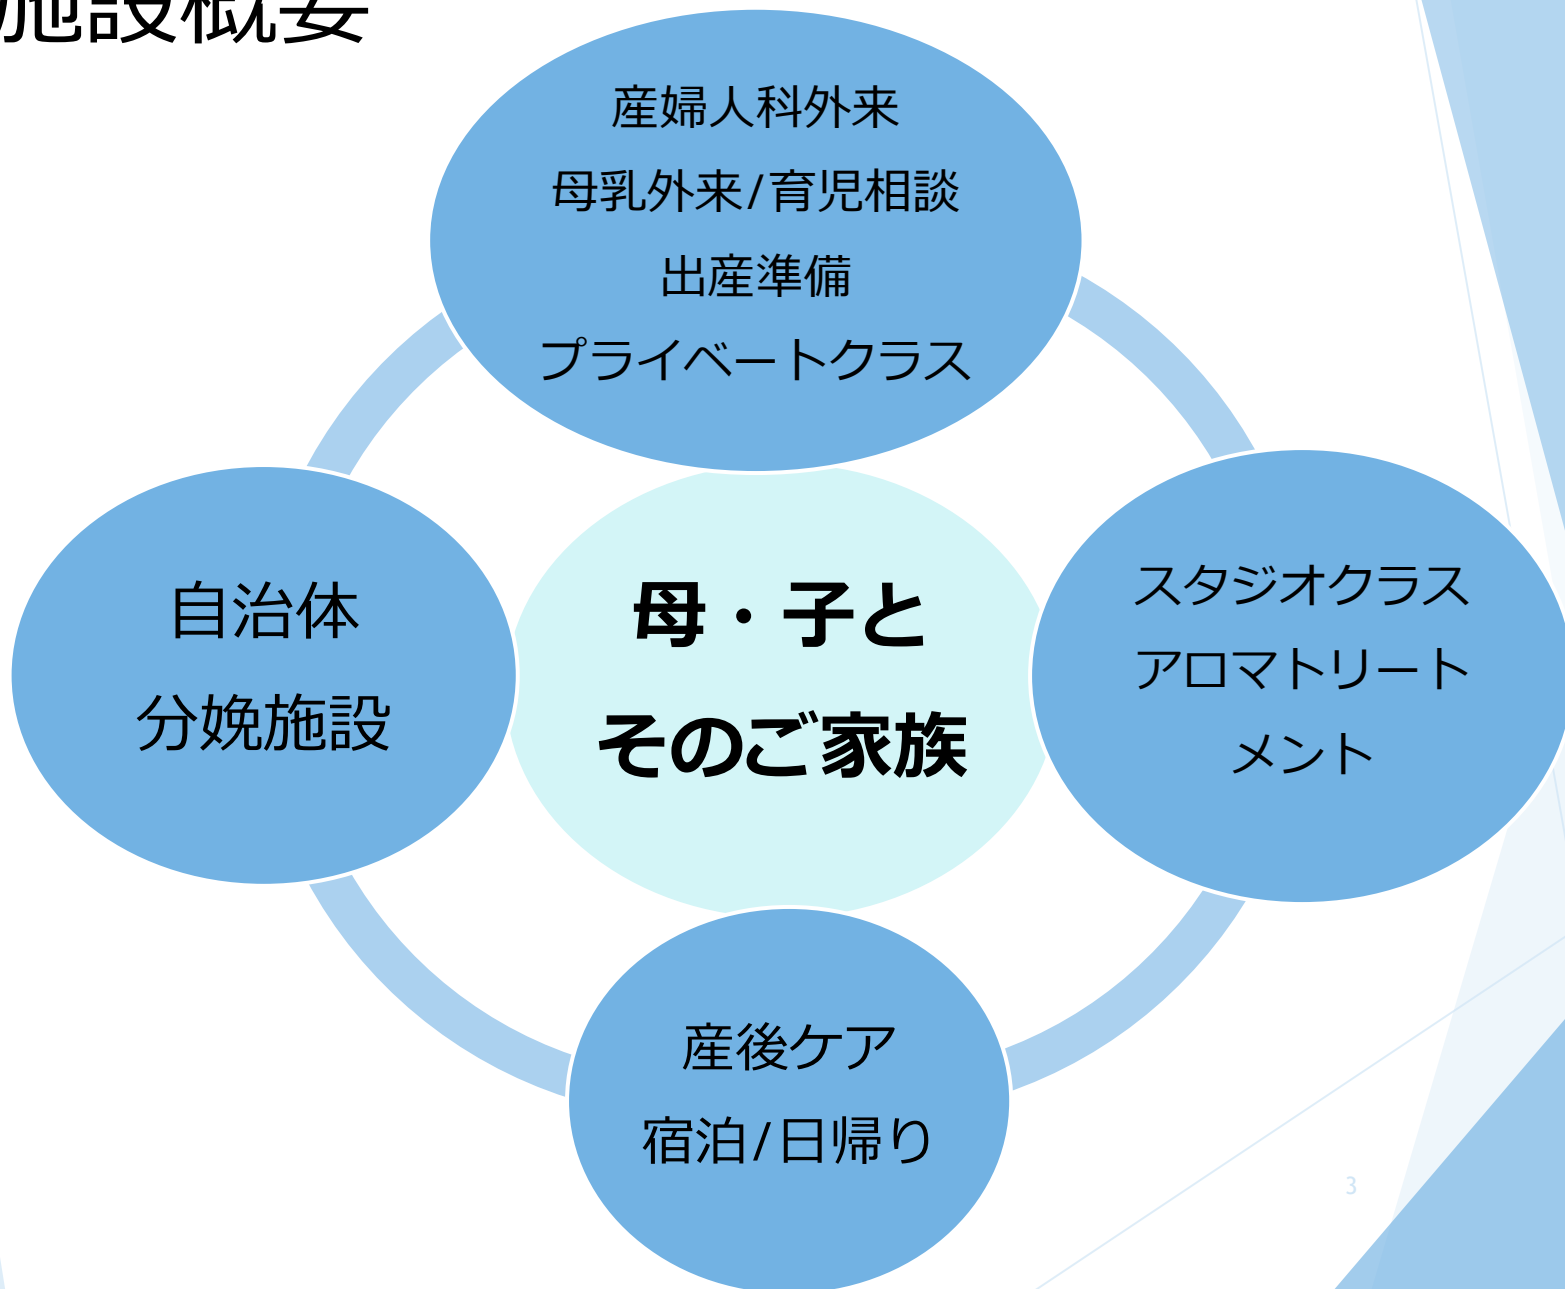 施設概要
産婦人科外来
母乳外来/育児相談
出産準備
プライベートクラス
自治体
分娩施設
母・子と
そのご家族
スタジオクラス
アロマトリート
メント
産後ケア
宿泊/日帰り
3